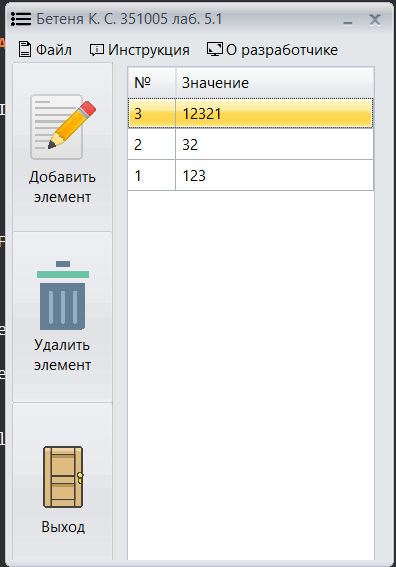 Бетеня К. С. 351005 лаб. 5.1
Файл Инструкция О разработчике
№ Значение
3 12321
2 32
1 123
Добавить
элемент
Удалить
элемент
Выход